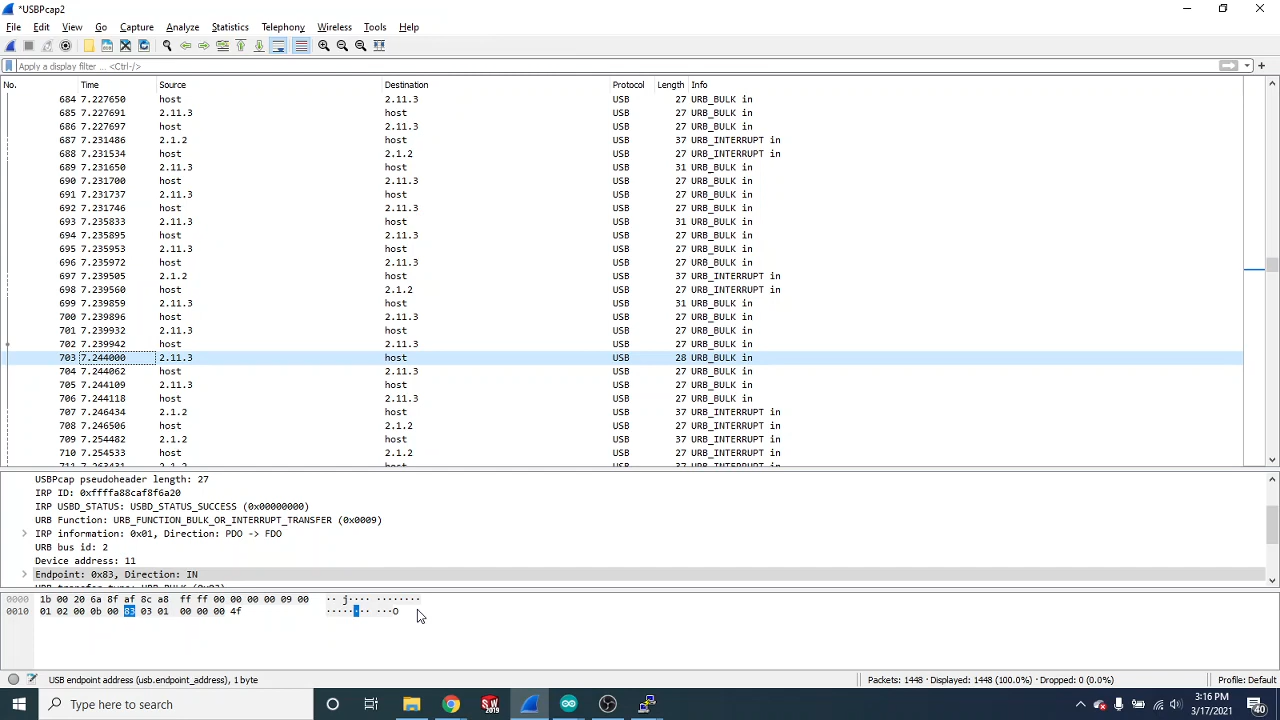 *USBPcap2
File Edit View Go Capture Analyze Statistics Telephony Wireless Tools Help
Apply a display filter ... <Ctrl-/>
No. Time Source Destination Protocol Length Info
684 7.227650 host 2.11.3 USB 27 URB_BULK in
685 7.227691 2.11.3 host USB 27 URB_BULK in
686 7.227697 host 2.11.3 USB 27 URB_BULK in
687 7.231486 2.1.2 host USB 37 URB_INTERRUPT in
688 7.231534 host 2.1.2 USB 27 URB_INTERRUPT in
689 7.231650 2.11.3 host USB 31 URB_BULK in
690 7.231700 host 2.11.3 USB 27 URB_BULK in
691 7.231737 2.11.3 host USB 27 URB_BULK in
692 7.231746 host 2.11.3 USB 27 URB_BULK in
693 7.235833 2.11.3 host USB 31 URB_BULK in
694 7.235895 host 2.11.3 USB 27 URB_BULK in
695 7.235953 2.11.3 host USB 27 URB_BULK in
696 7.235972 host 2.11.3 USB 27 URB_BULK in
697 7.239505 2.1.2 host USB 37 URB_INTERRUPT in
698 7.239560 host 2.1.2 USB 27 URB_INTERRUPT in
699 7.239859 2.11.3 host USB 31 URB_BULK in
700 7.239896 host 2.11.3 USB 27 URB_BULK in
701 7.239932 2.11.3 host USB 27 URB_BULK in
702 7.239942 host 2.11.3 USB 27 URB_BULK in
703 7.244000 2.11.3 host USB 28 URB_BULK in
704 7.244062 host 2.11.3 USB 27 URB_BULK in
705 7.244109 2.11.3 host USB 27 URB_BULK in
706 7.244118 host 2.11.3 USB 27 URB_BULK in
707 7.246434 2.1.2 host USB 37 URB_INTERRUPT in
708 7.246506 host 2.1.2 USB 27 URB_INTERRUPT in
709 7.254482 2.1.2 host USB 37 URB_INTERRUPT in
710 7.254533 host 2.1.2 USB 27 URB_INTERRUPT in
711 7.263431 2.1.2 host USB 37 URB_INTERRUPT in
USBPcap pseudoheader length: 27
IRP ID: 0xffffa88caf8f6a20
IRP USBD_STATUS: USBD_STATUS_SUCCESS (0x00000000)
URB Function: URB_FUNCTION_BULK_OR_INTERRUPT_TRANSFER (0x0009)
IRP information: 0x01, Direction: PDO -> FDO
URB bus id: 2
Device address: 11
Endpoint: 0x83, Direction: IN
URB transfer type: URB_BULK (0x03)
0000 1b 00 20 6a 8f af 8c a8 ff ff 00 00 00 00 09 00 ·· j···· ········
0010 01 02 00 0b 00 83 03 01 00 00 00 4f ········ ···O
USB endpoint address (usb.endpoint_address), 1 byte Packets: 1448 · Displayed: 1448 (100.0%) · Dropped: 0 (0.0%) Profile: Default
Type here to search SW 2019 3:16 PM
3/17/2021 40